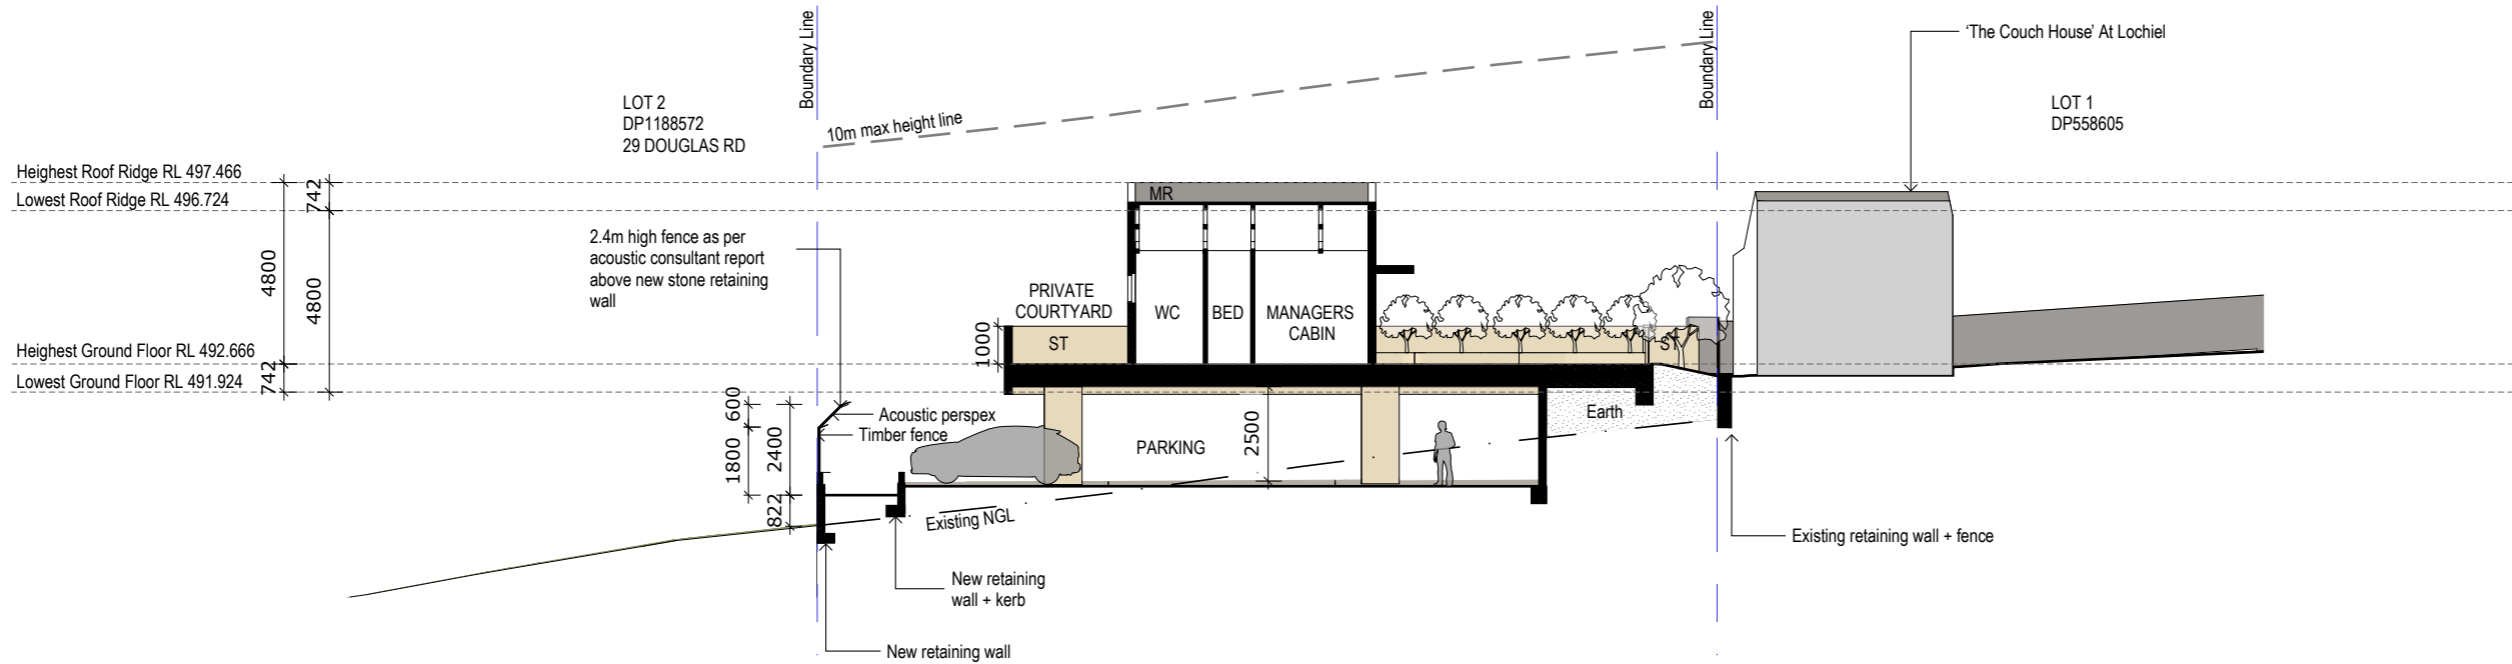 Boundary Line
Boundary Line
'The Couch House' At Lochiel
LOT 2
DP1188572
29 DOUGLAS RD
LOT 1
DP558605
10m max height line
Heighest Roof Ridge RL 497.466
Lowest Roof Ridge RL 496.724
742
MR
2.4m high fence as per
acoustic consultant report
above new stone retaining
wall
4800
4800
PRIVATE
COURTYARD
WC
BED
MANAGERS
CABIN
1000
ST
ST
Heighest Ground Floor RL 492.666
Lowest Ground Floor RL 491.924
742
600
1800
2400
822
Acoustic perspex
Timber fence
PARKING
2500
Earth
Existing NGL
Existing retaining wall + fence
New retaining
wall + kerb
New retaining wall